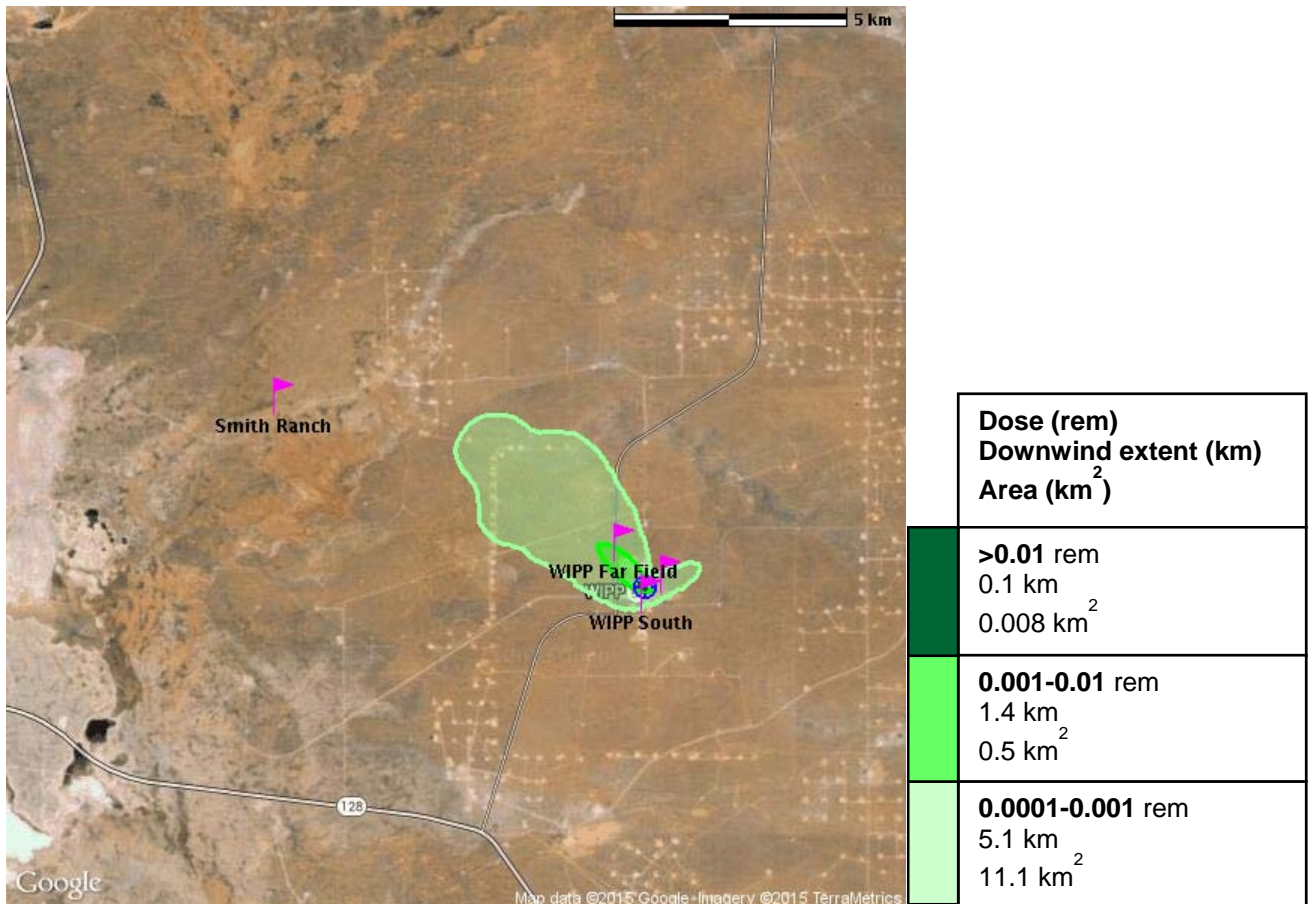 5 km
Smith Ranch
WIPP Far Field
WIPP
WIPP South
128
Google
Map data ©2015 Google-Imagery ©2015 TerraMetrics
Dose (rem)
Downwind extent (km)
Area (km²)
>0.01 rem
0.1 km
0.008 km²
0.001-0.01 rem
1.4 km
0.5 km²
0.0001-0.001 rem
5.1 km
11.1 km²